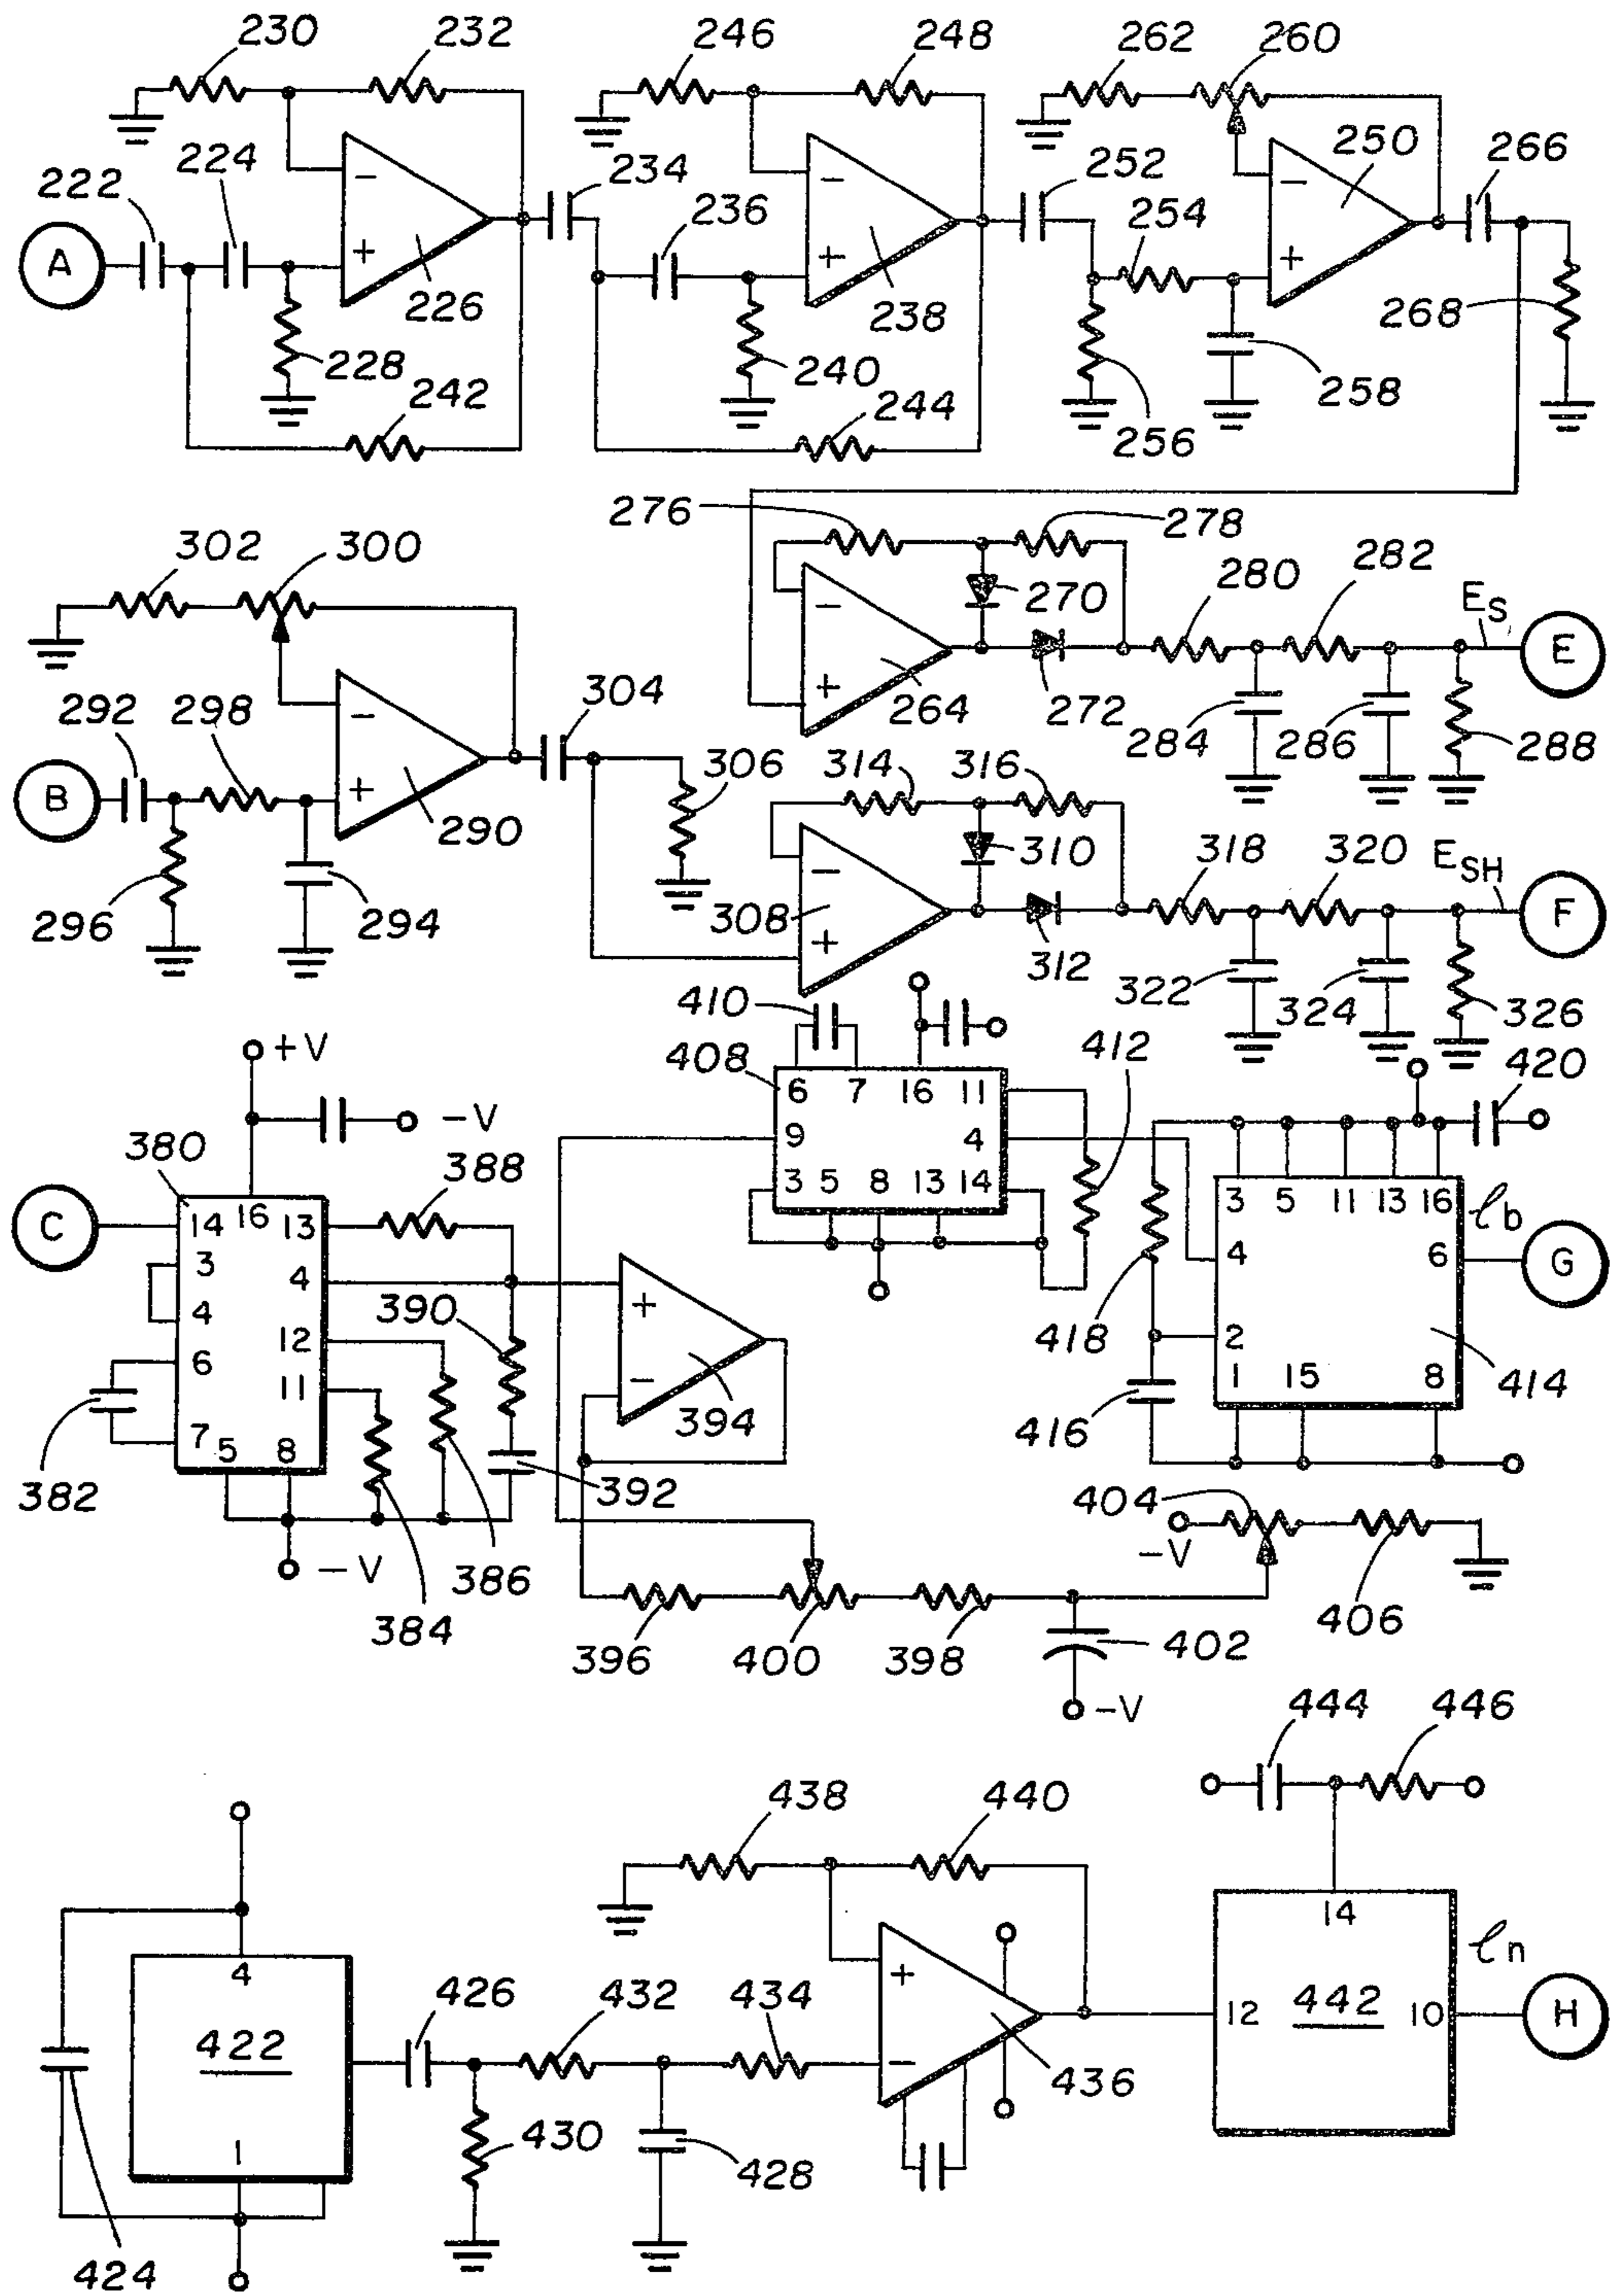 230 232 246 248 262 260
222 224 234 236 252 254 250 266
A − + 226 − + 238 − +
228 242 240 244 256 258 268
276 278
302 300 270 280 282 E_S E
− + 264 272 284 286 288
292 298 304 306 314 316
B − + 290 310 318 320 E_SH F
296 294 308 − + 312 322 324 326
410 412 420
+V −V 408 6 7 16 11
380 388 9 4
3 5 8 13 14
C 14 16 13 3 5 11 13 16 ℓb
3 4 4 6 G
4 12 390 + 418 2
6 11 − 394 1 15 8 414
382 7 5 8 392 416
−V 384 386 404 −V 406
396 400 398 402
−V
444 446
438 440
14 ℓn
4 426 432 434 + 12 442 10 H
422 − 436
1 430 428
424